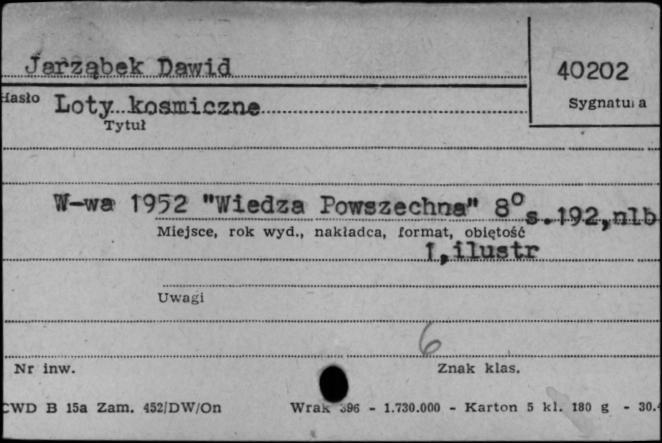 Jarząbek Dawid
40202
Hasło Loty kosmiczne
Sygnatura
Tytuł
W-wa 1952 "Wiedza Powszechna" 8° s.192,nlb
Miejsce, rok wyd., nakładca, format, objętość
1,ilustr
Uwagi
6
Nr inw.
Znak klas.
CWD B 15a Zam. 452/DW/On Wrak 396 - 1.730.000 - Karton 5 kl. 180 g - 30.